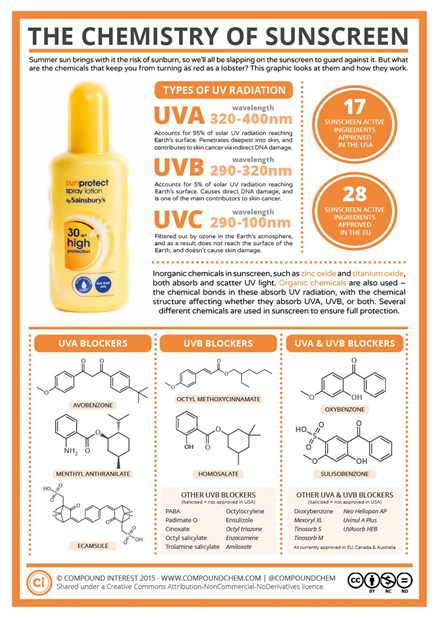 THE CHEMISTRY OF SUNSCREEN
Summer sun brings with it the risk of sunburn, so we'll all be slapping on the sunscreen to guard against it. But what
are the chemicals that keep you from turning as red as a lobster? This graphic looks at them and how they work.
sunprotect
spray lotion
by Sainsbury's
30 spf
high
protection
TYPES OF UV RADIATION
UVA wavelength
320-400nm
Accounts for 95% of solar UV radiation reaching
Earth's surface. Penetrates deepest into skin, and
contributes to skin cancer via indirect DNA damage.
UVB wavelength
290-320nm
Accounts for 5% of solar UV radiation reaching
Earth's surface. Causes direct DNA damage, and
is one of the main contributors to skin cancer.
UVC wavelength
290-100nm
Filtered out by ozone in the Earth's atmosphere,
and as a result does not reach the surface of the
Earth, and doesn't cause skin damage.
17
SUNSCREEN ACTIVE
INGREDIENTS
APPROVED
IN THE USA
28
SUNSCREEN ACTIVE
INGREDIENTS
APPROVED
IN THE EU
Inorganic chemicals in sunscreen, such as zinc oxide and titanium oxide,
both absorb and scatter UV light. Organic chemicals are also used –
the chemical bonds in these absorb UV radiation, with the chemical
structure affecting whether they absorb UVA, UVB, or both. Several
different chemicals are used in sunscreen to ensure full protection.
UVA BLOCKERS
O O
O
AVOBENZONE
O
O
NH2
MENTHYL ANTHRANILATE
HO
O
O
OH
ECAMSULE
UVB BLOCKERS
O
O
O
OCTYL METHOXYCINNAMATE
O
O
OH
HOMOSALATE
OTHER UVB BLOCKERS
(Italicised = not approved in USA)
PABA Octylocrylene
Padimate O Ensulizole
Cinoxate Octyl triazone
Octyl salicylate Enzacamene
Trolamine salicylate Amiloxate
UVA & UVB BLOCKERS
O
O
OH
OXYBENZONE
HO
O
O
S
O
O
OH
SULISOBENZONE
OTHER UVA & UVB BLOCKERS
(Italicised = not approved in USA)
Dioxybenzone Neo Heliopan AP
Mexoryl XL Uvinul A Plus
Tinosorb S UVAsorb HEB
Tinosorb M
All currently approved in EU, Canada & Australia
Ci
© COMPOUND INTEREST 2015 - WWW.COMPOUNDCHEM.COM | @COMPOUNDCHEM
Shared under a Creative Commons Attribution-NonCommercial-NoDerivatives licence.
CC
BY NC ND